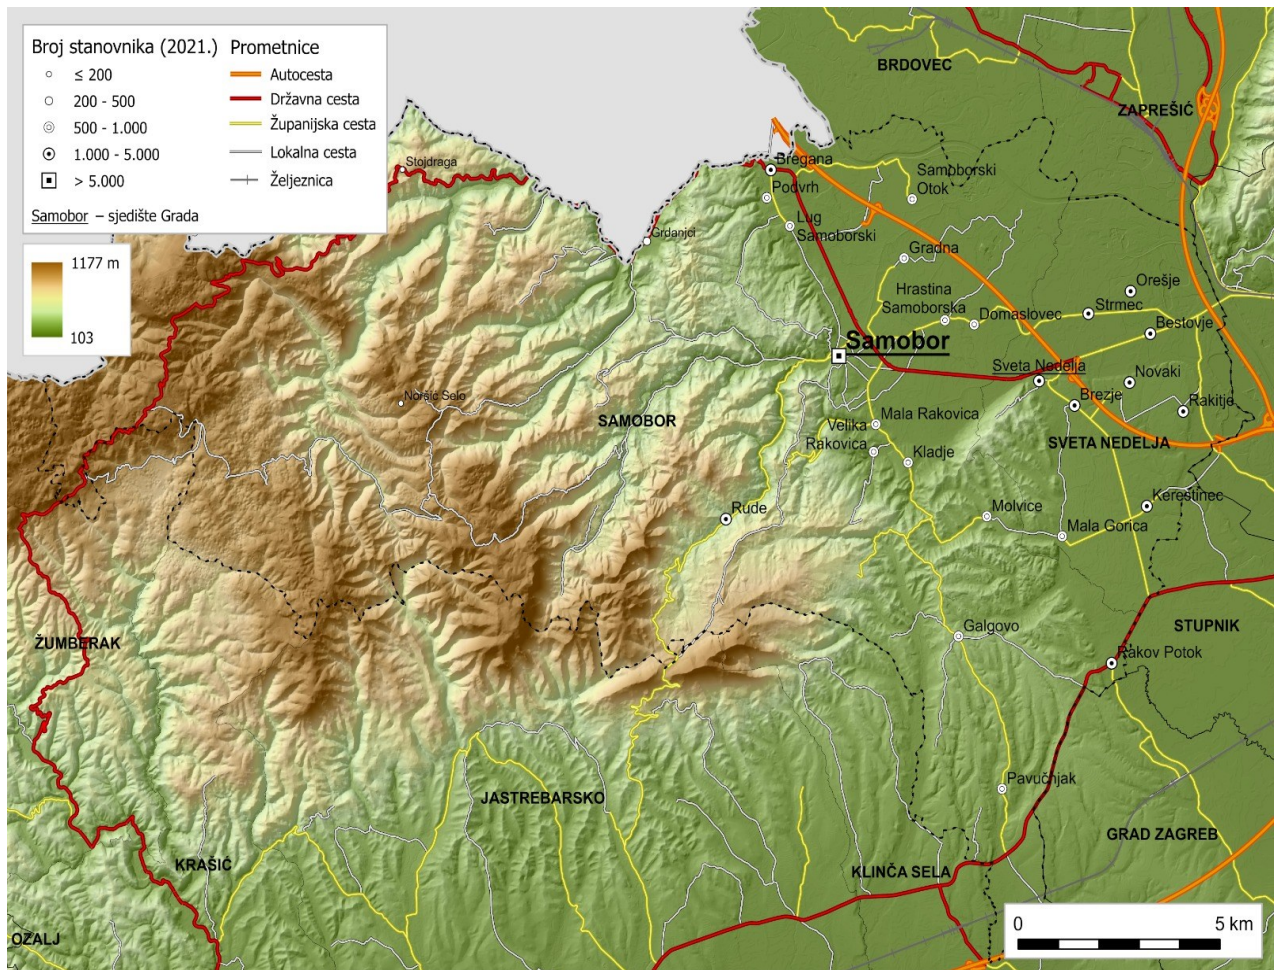 Broj stanovnika (2021.)
≤ 200
200 - 500
500 - 1.000
1.000 - 5.000
> 5.000
Samobor – sjedište Grada
Prometnice
Autocesta
Državna cesta
Županijska cesta
Lokalna cesta
Željeznica
1177 m
103
BRDOVEC
ZAPREŠIĆ
Stojdraga
Bregana
Podvrh
Samoborski
Otok
Lug
Samoborski
Grdanjci
Gradna
Hrastina
Samoborska
Domaslovec
Orešje
Strmec
Bestovje
Samobor
Sveta Nedelja
Novaki
Brezje
Rakitje
Noršić Selo
SAMOBOR
Mala Rakovica
Velika
Rakovica
Kladje
SVETA NEDELJA
Rude
Molvice
Kerestinec
Mala Gorica
ŽUMBERAK
Galgovo
STUPNIK
Rakov Potok
JASTREBARSKO
Pavučnjak
GRAD ZAGREB
KRAŠIĆ
KLINČA SELA
OZALJ
0
5 km